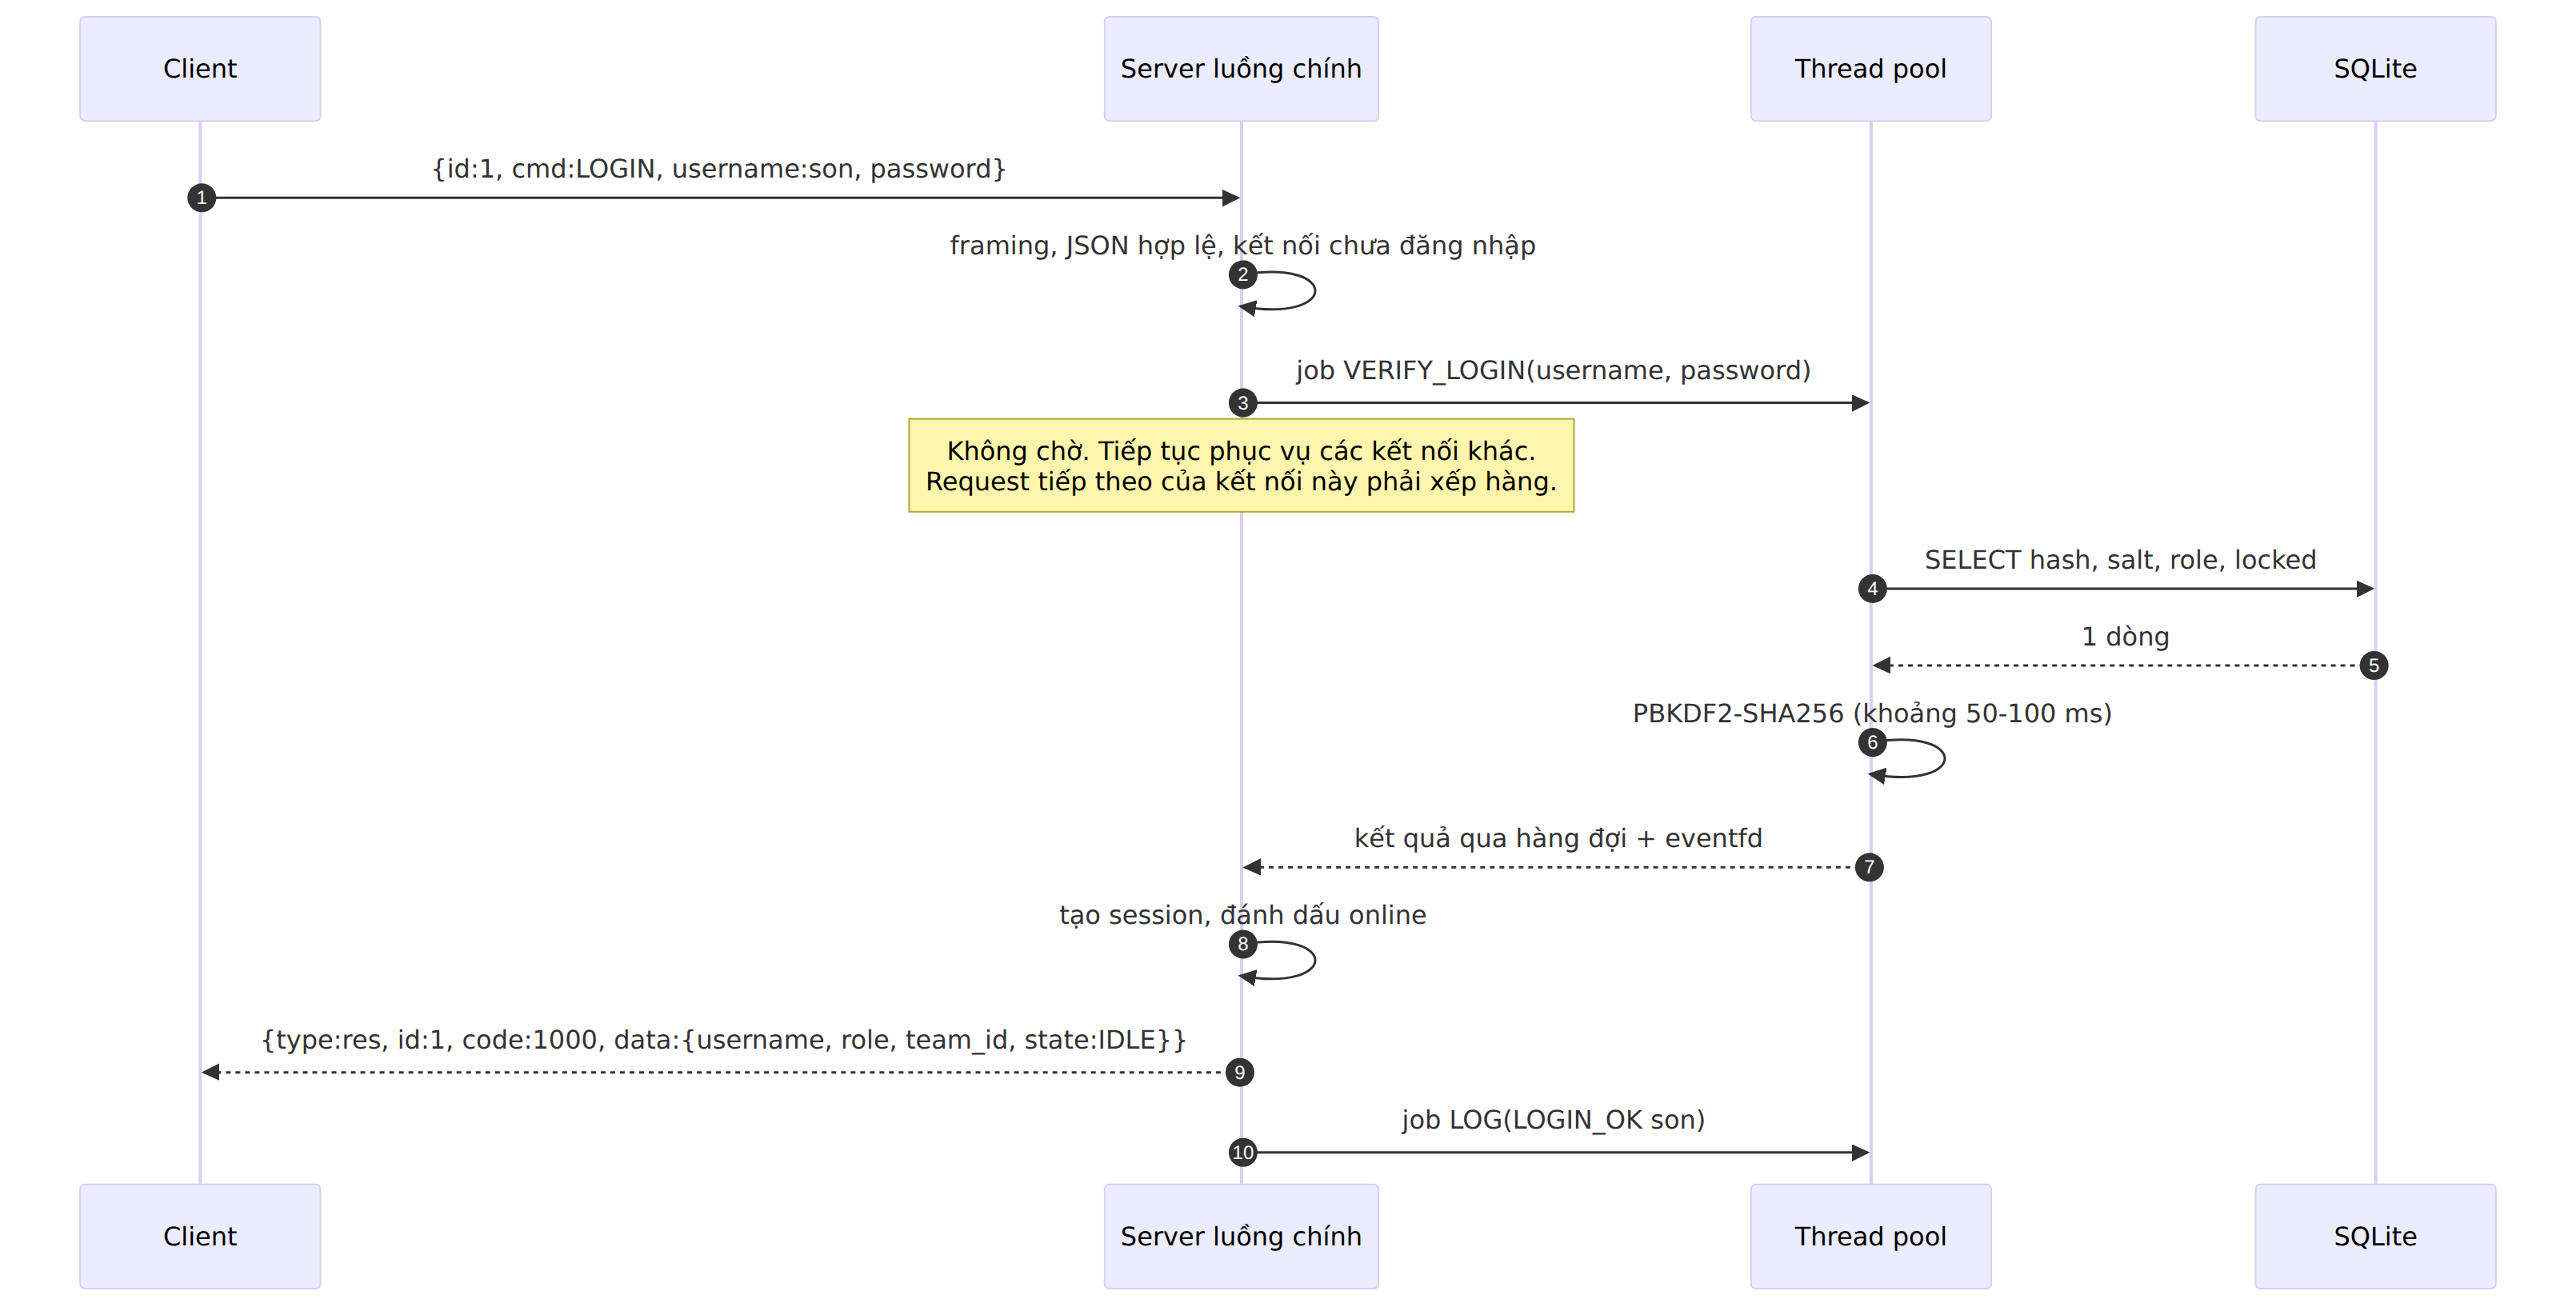 Client
Server luồng chính
Thread pool
SQLite
{id:1, cmd:LOGIN, username:son, password}
1
framing, JSON hợp lệ, kết nối chưa đăng nhập
2
job VERIFY_LOGIN(username, password)
3
Không chờ. Tiếp tục phục vụ các kết nối khác.
Request tiếp theo của kết nối này phải xếp hàng.
SELECT hash, salt, role, locked
4
1 dòng
5
PBKDF2-SHA256 (khoảng 50-100 ms)
6
kết quả qua hàng đợi + eventfd
7
tạo session, đánh dấu online
8
{type:res, id:1, code:1000, data:{username, role, team_id, state:IDLE}}
9
job LOG(LOGIN_OK son)
10
Client
Server luồng chính
Thread pool
SQLite